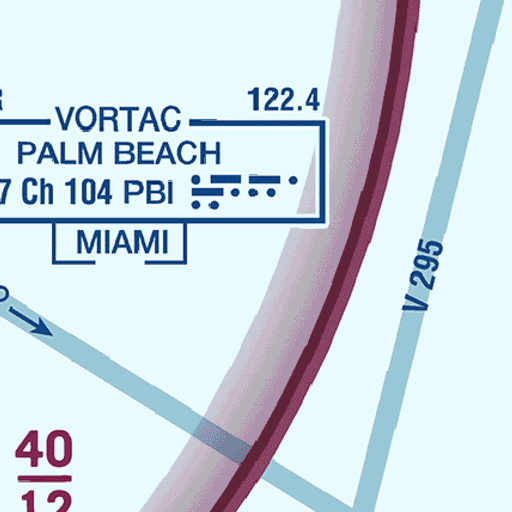 R
122.4
VORTAC
PALM BEACH
7 Ch 104 PBI
MIAMI
V 295
40
12